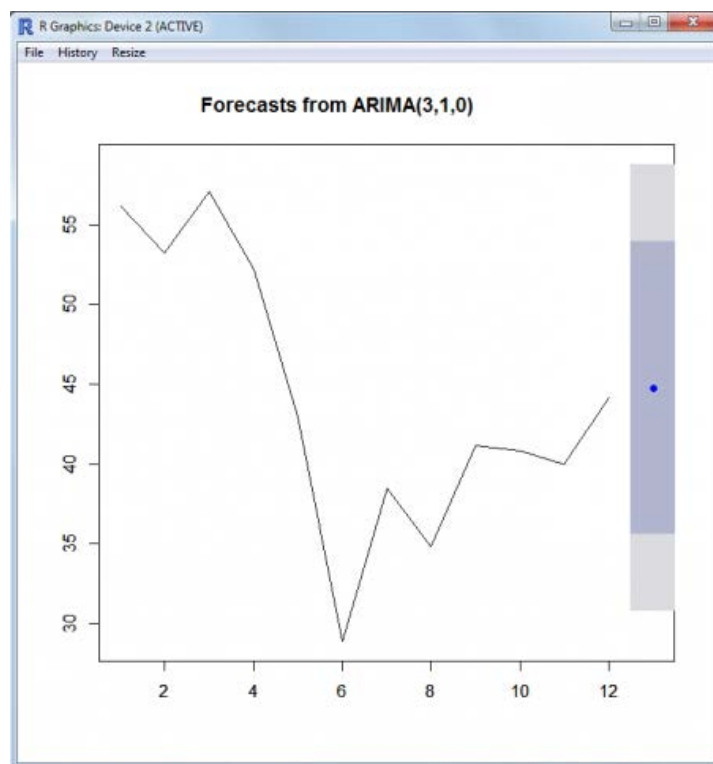 R Graphics: Device 2 (ACTIVE)
File History Resize
Forecasts from ARIMA(3,1,0)
55
50
45
40
35
30
2 4 6 8 10 12